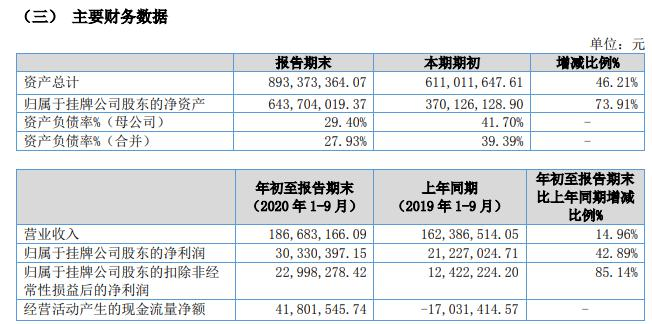 （三） 主要财务数据
单位：元
报告期末 本期期初 增减比例%
资产总计 893,373,364.07 611,011,647.61 46.21%
归属于挂牌公司股东的净资产 643,704,019.37 370,126,128.90 73.91%
资产负债率%（母公司） 29.40% 41.70% –
资产负债率%（合并） 27.93% 39.39% –
年初至报告期末 上年同期 年初至报告期末
（2020 年 1-9 月） （2019 年 1-9 月） 比上年同期增减
比例%
营业收入 186,683,166.09 162,386,514.05 14.96%
归属于挂牌公司股东的净利润 30,330,397.15 21,227,024.71 42.89%
归属于挂牌公司股东的扣除非经 22,998,278.42 12,422,224.20 85.14%
常性损益后的净利润
经营活动产生的现金流量净额 41,801,545.74 -17,031,414.57 –